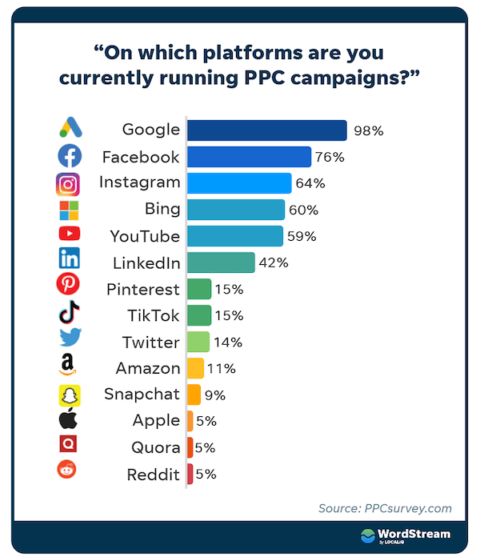 “On which platforms are you
currently running PPC campaigns?”
Google 98%
Facebook 76%
Instagram 64%
Bing 60%
YouTube 59%
LinkedIn 42%
Pinterest 15%
TikTok 15%
Twitter 14%
a Amazon 11%
Snapchat 9%
Apple 5%
Quora 5%
Reddit 5%
Source: PPCsurvey.com
WordStream
by LOCALiQ